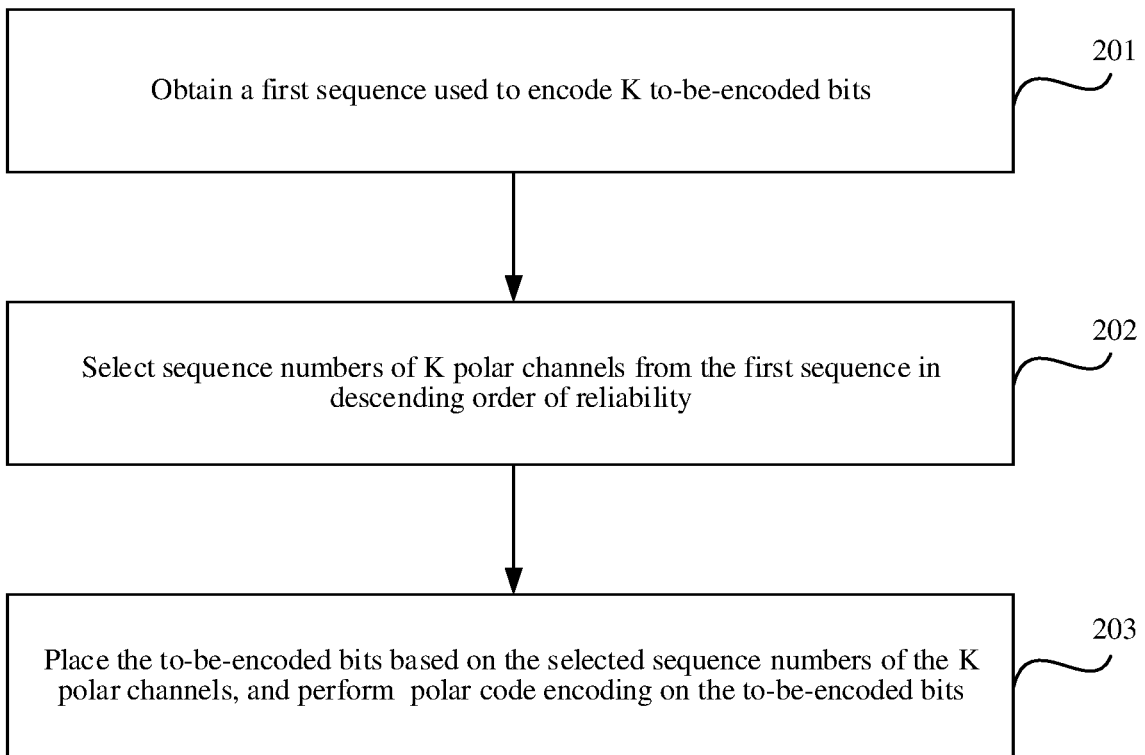 Obtain a first sequence used to encode K to-be-encoded bits
201
Select sequence numbers of K polar channels from the first sequence in
descending order of reliability
202
Place the to-be-encoded bits based on the selected sequence numbers of the K
polar channels, and perform polar code encoding on the to-be-encoded bits
203